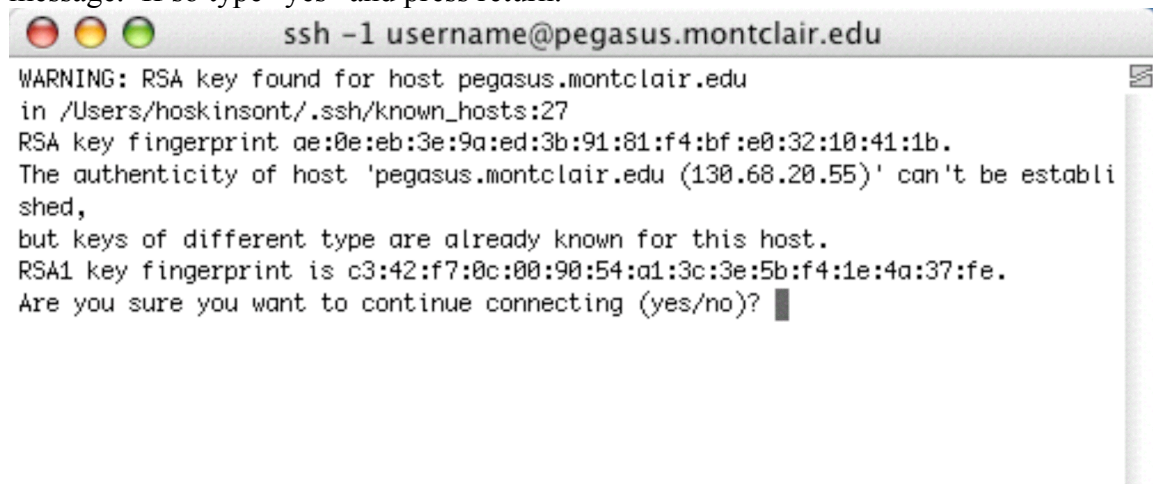 message. If so type "yes" and press return.
ssh -1 username@pegasus.montclair.edu
WARNING: RSA key found for host pegasus.montclair.edu
in /Users/hoskinsont/.ssh/known_hosts:27
RSA key fingerprint ae:0e:eb:3e:9a:ed:3b:91:81:f4:bf:e0:32:10:41:1b.
The authenticity of host 'pegasus.montclair.edu (130.68.20.55)' can't be establi
shed,
but keys of different type are already known for this host.
RSA1 key fingerprint is c3:42:f7:0c:00:90:54:a1:3c:3e:5b:f4:1e:4a:37:fe.
Are you sure you want to continue connecting (yes/no)?